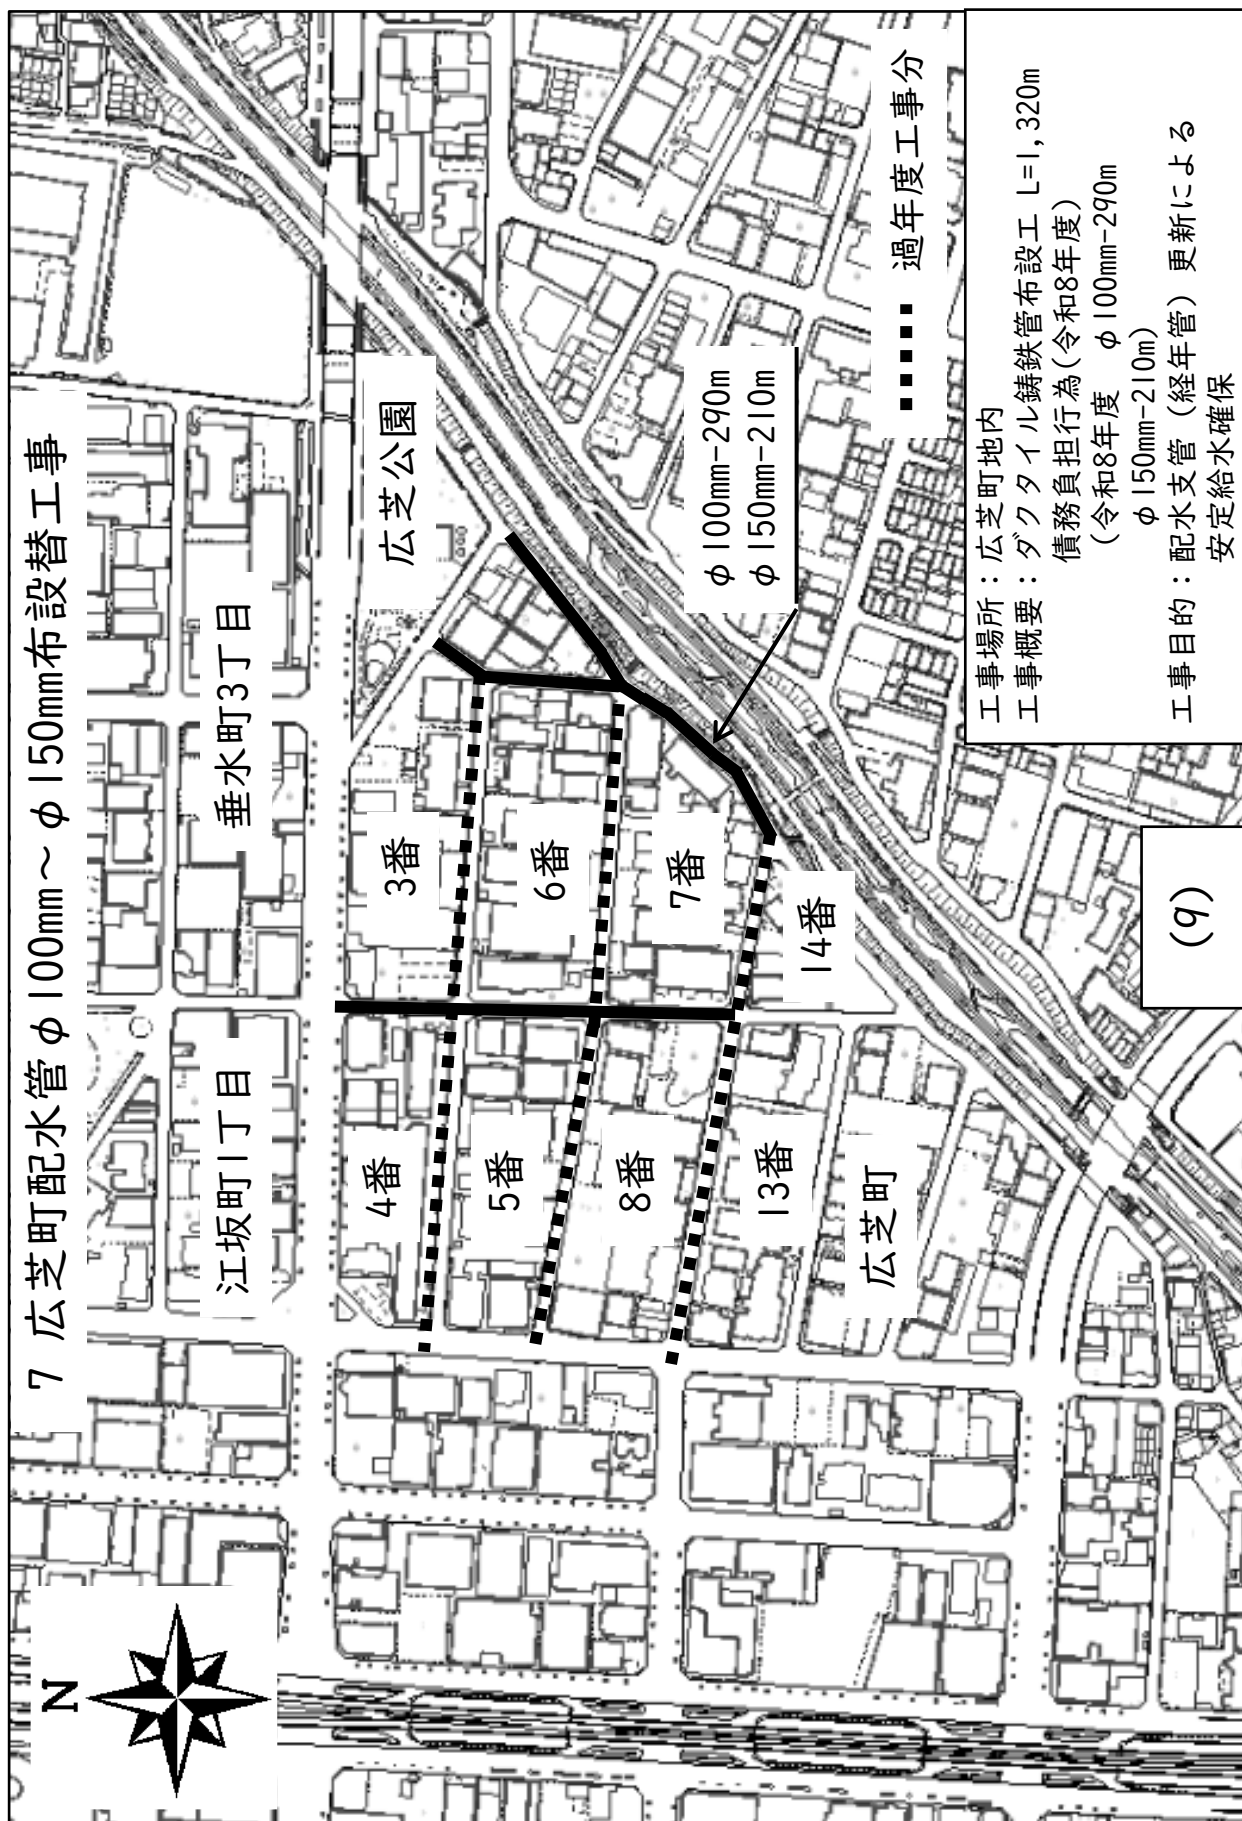 7 広芝町配水管φ100mm～φ150mm布設替工事
N
江坂町1丁目
垂水町3丁目
広芝公園
4番
3番
5番
6番
8番
7番
13番
14番
広芝町
φ100mm-290m
φ150mm-210m
過年度工事分
工事場所：広芝町地内
工事概要：ダクタイル鋳鉄管布設工 L=1,320m
債務負担行為(令和8年度)
(令和8年度 φ100mm-290m
φ150mm-210m)
工事目的：配水支管（経年管）更新による
安定給水確保
(9)